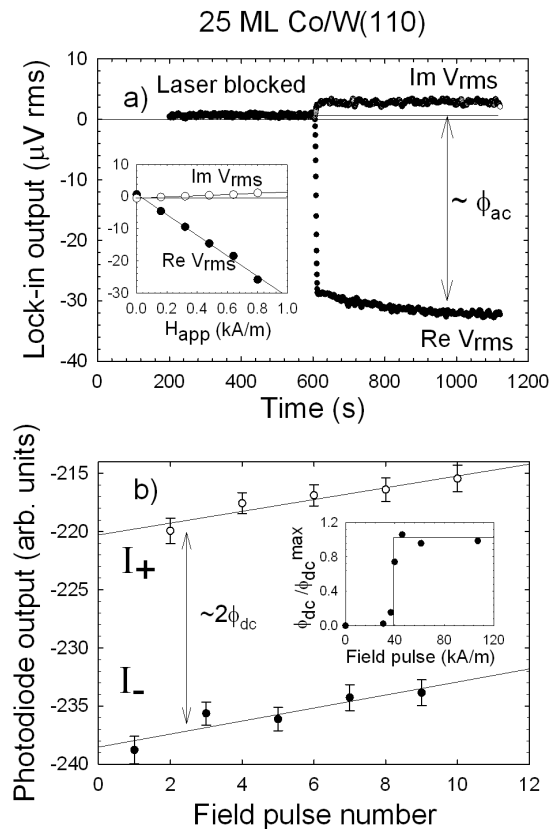 25 ML Co/W(110)
a)
Laser blocked
Im Vrms
~ ϕac
Re Vrms
Lock-in output (μV rms)
10
0
-10
-20
-30
-40
0 200 400 600 800 1000 1200
Time (s)
Im Vrms
Re Vrms
10
0
-10
-20
-30
0.0 0.2 0.4 0.6 0.8 1.0
Happ (kA/m)
b)
I+
I-
~2ϕdc
Photodiode output (arb. units)
-215
-220
-225
-230
-235
-240
0 2 4 6 8 10 12
Field pulse number
ϕdc /ϕdc max
1.2
0.8
0.4
0.0
0 40 80 120
Field pulse (kA/m)